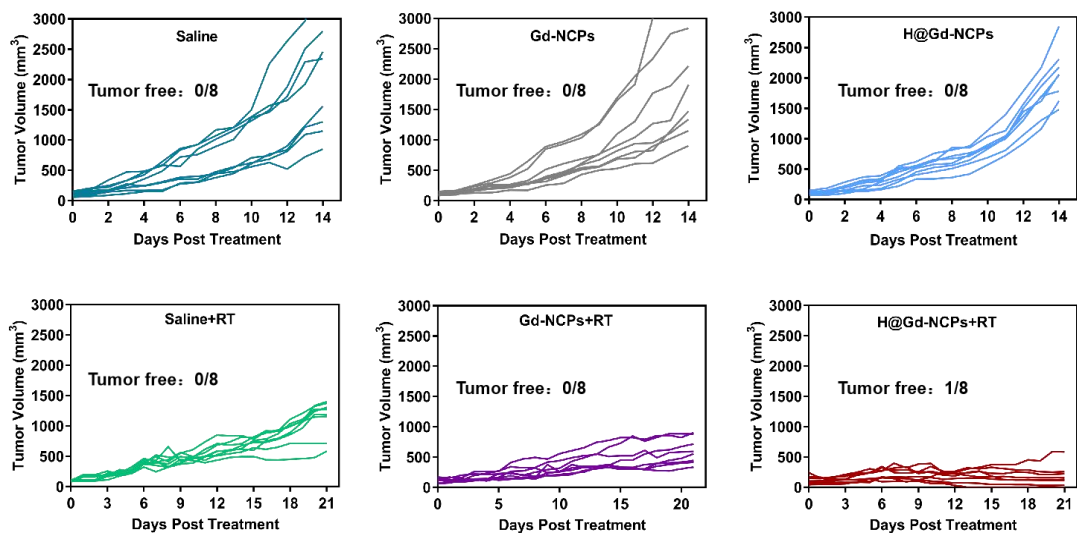 Saline
Tumor free：0/8
Tumor Volume (mm³)
3000
2500
2000
1500
1000
500
0
0 2 4 6 8 10 12 14
Days Post Treatment
Gd-NCPs
Tumor free：0/8
Tumor Volume (mm³)
3000
2500
2000
1500
1000
500
0
0 2 4 6 8 10 12 14
Days Post Treatment
H@Gd-NCPs
Tumor free：0/8
Tumor Volume (mm³)
3000
2500
2000
1500
1000
500
0
0 2 4 6 8 10 12 14
Days Post Treatment
Saline+RT
Tumor free：0/8
Tumor Volume (mm³)
3000
2500
2000
1500
1000
500
0
0 3 6 9 12 15 18 21
Days Post Treatment
Gd-NCPs+RT
Tumor free：0/8
Tumor Volume (mm³)
3000
2500
2000
1500
1000
500
0
0 5 10 15 20
Days Post Treatment
H@Gd-NCPs+RT
Tumor free：1/8
Tumor Volume (mm³)
3000
2500
2000
1500
1000
500
0
0 3 6 9 12 15 18 21
Days Post Treatment